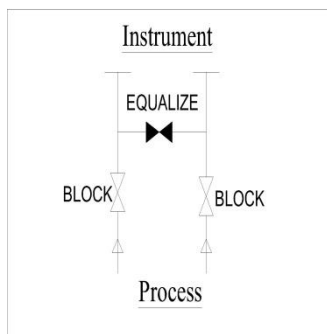 Instrument
EQUALIZE
BLOCK
BLOCK
Process